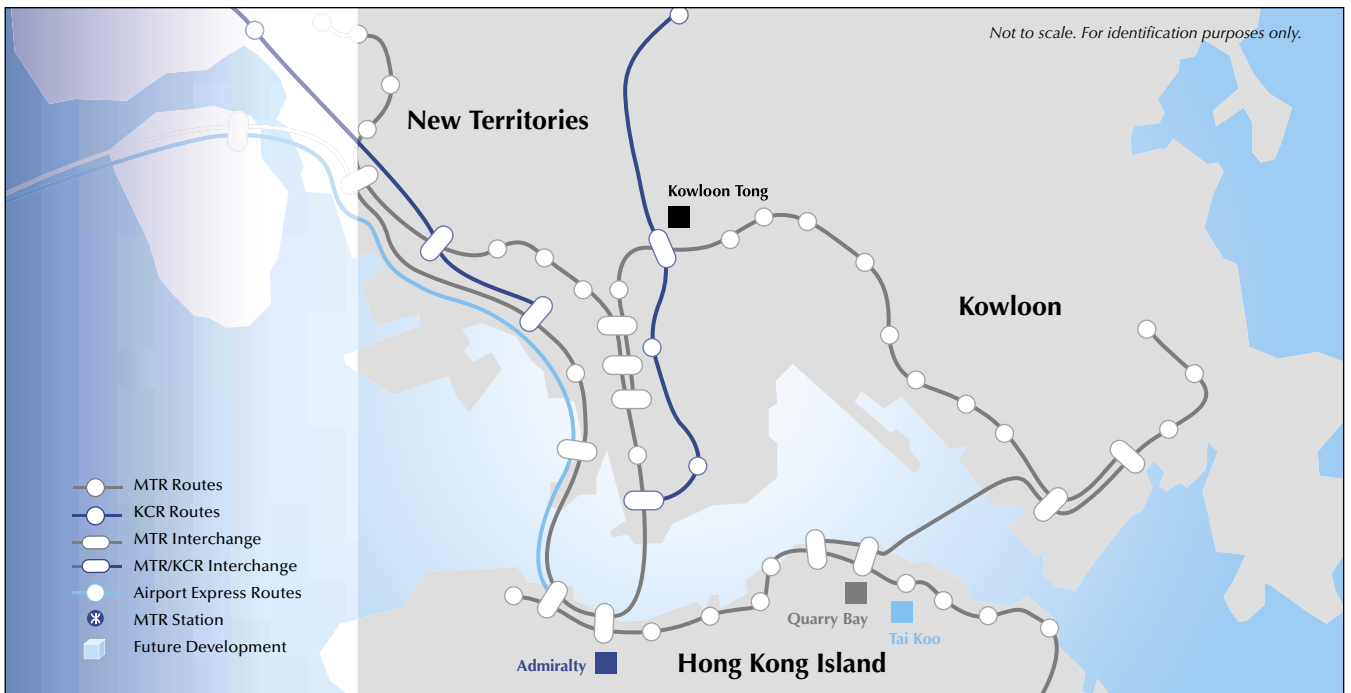 Not to scale. For identification purposes only.
New Territories
Kowloon Tong
Kowloon
MTR Routes
KCR Routes
MTR Interchange
MTR/KCR Interchange
Airport Express Routes
MTR Station
Future Development
Quarry Bay
Tai Koo
Admiralty
Hong Kong Island